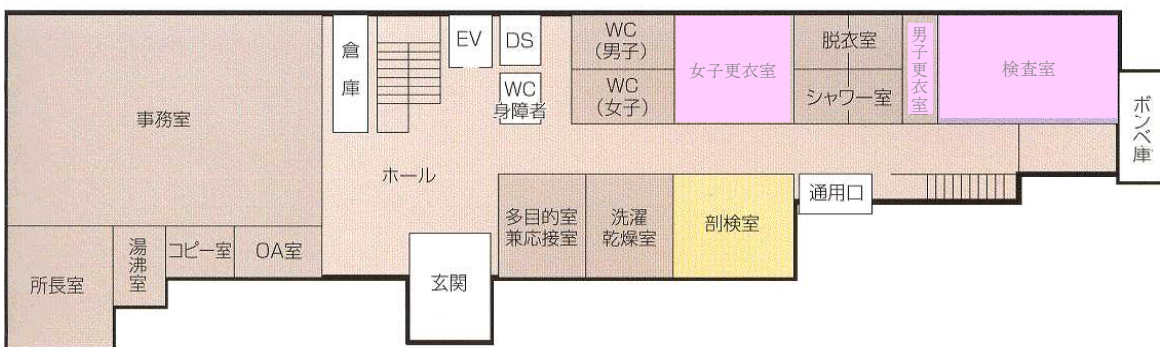 倉庫
EV
DS
WC
(男子)
女子更衣室
脱衣室
男子更衣室
検査室
WC
身障者
WC
(女子)
シャワー室
事務室
ボンベ庫
ホール
通用口
多目的室
兼応接室
洗濯
乾燥室
剖検室
湯沸室
コピー室
OA室
所長室
玄関